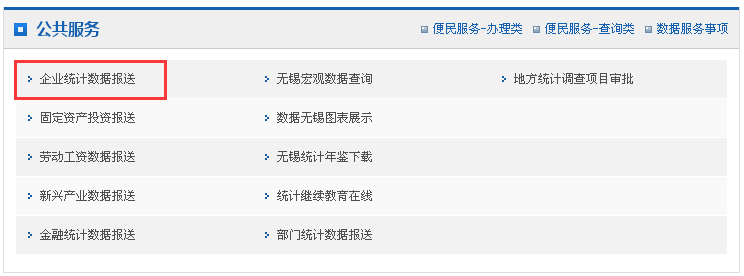 公共服务 便民服务-办理类 便民服务-查询类 数据服务事项
企业统计数据报送 无锡宏观数据查询 地方统计调查项目审批
固定资产投资报送 数据无锡图表展示
劳动工资数据报送 无锡统计年鉴下载
新兴产业数据报送 统计继续教育在线
金融统计数据报送 部门统计数据报送